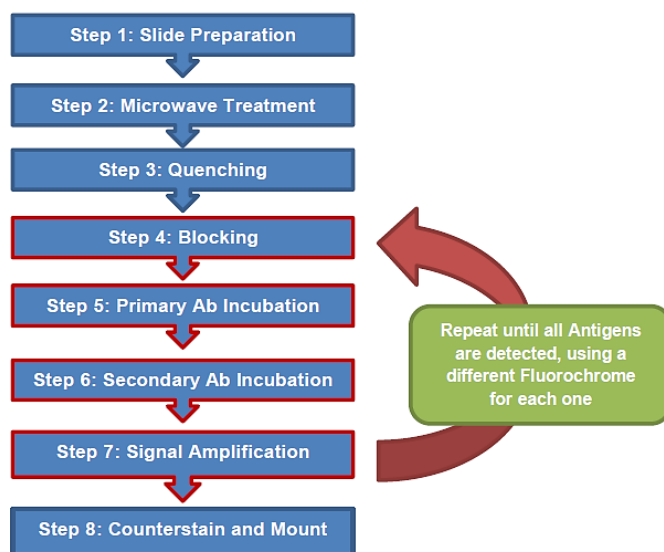 Step 1: Slide Preparation
Step 2: Microwave Treatment
Step 3: Quenching
Step 4: Blocking
Step 5: Primary Ab Incubation
Step 6: Secondary Ab Incubation
Step 7: Signal Amplification
Step 8: Counterstain and Mount
Repeat until all Antigens
are detected, using a
different Fluorochrome
for each one